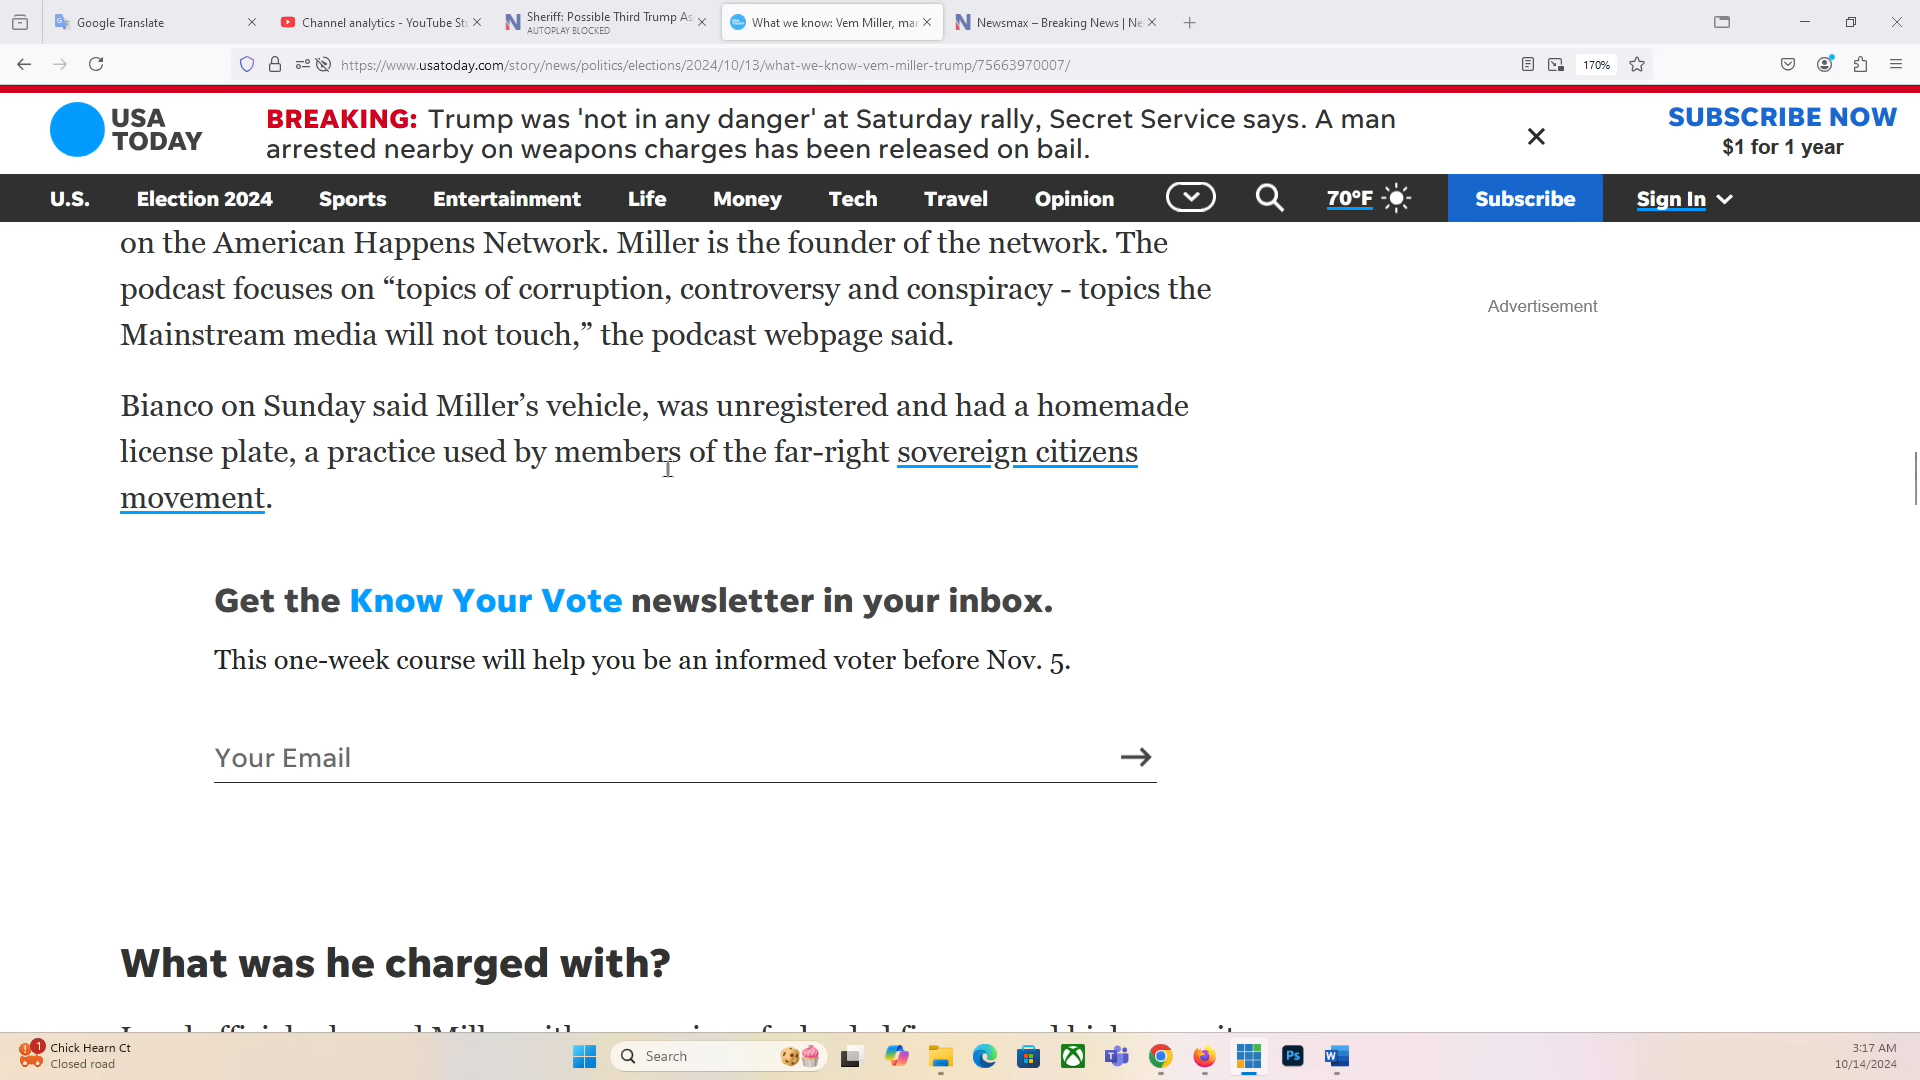 Google Translate
Channel analytics - YouTube Stu
Sheriff: Possible Third Trump As
AUTOPLAY BLOCKED
What we know: Vem Miller, mar
Newsmax – Breaking News | Ne
https://www.usatoday.com/story/news/politics/elections/2024/10/13/what-we-know-vem-miller-trump/75663970007/
170%
USA
TODAY
BREAKING: Trump was 'not in any danger' at Saturday rally, Secret Service says. A man
arrested nearby on weapons charges has been released on bail.
SUBSCRIBE NOW
$1 for 1 year
U.S. Election 2024 Sports Entertainment Life Money Tech Travel Opinion 70°F Subscribe Sign In
on the American Happens Network. Miller is the founder of the network. The
podcast focuses on “topics of corruption, controversy and conspiracy - topics the
Mainstream media will not touch,” the podcast webpage said.
Advertisement
Bianco on Sunday said Miller’s vehicle, was unregistered and had a homemade
license plate, a practice used by members of the far-right sovereign citizens
movement.
Get the Know Your Vote newsletter in your inbox.
This one-week course will help you be an informed voter before Nov. 5.
Your Email
What was he charged with?
1
Chick Hearn Ct
Closed road
Search
Ps
W
3:17 AM
10/14/2024